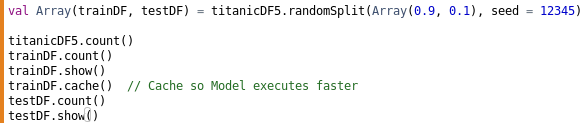 val Array(trainDF, testDF) = titanicDF5.randomSplit(Array(0.9, 0.1), seed = 12345)
titanicDF5.count()
trainDF.count()
trainDF.show()
trainDF.cache()  // Cache so Model executes faster
testDF.count()
testDF.show()